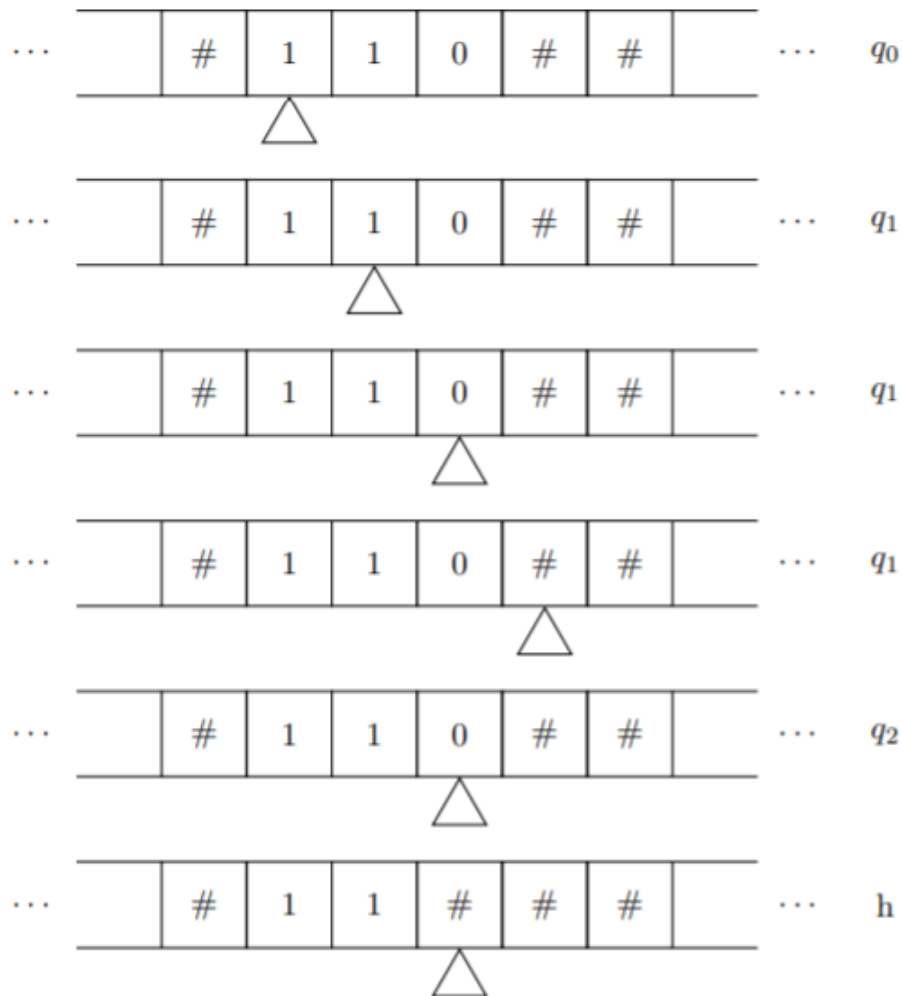 ··· # 1 1 0 # # ··· q₀
··· # 1 1 0 # # ··· q₁
··· # 1 1 0 # # ··· q₁
··· # 1 1 0 # # ··· q₁
··· # 1 1 0 # # ··· q₂
··· # 1 1 # # # ··· h